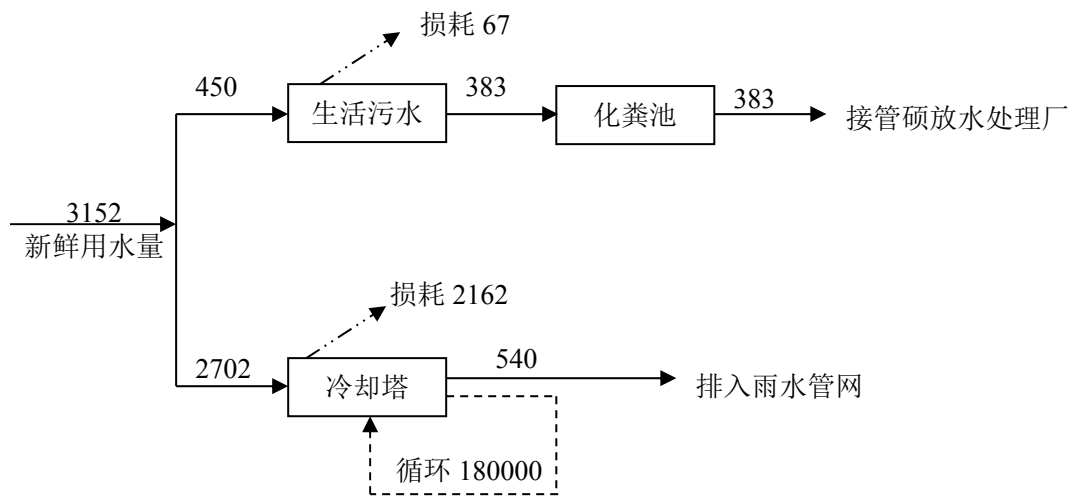 损耗 67
450
生活污水
383
化粪池
383
接管硕放水处理厂
3152
新鲜用水量
损耗 2162
2702
冷却塔
540
排入雨水管网
循环 180000